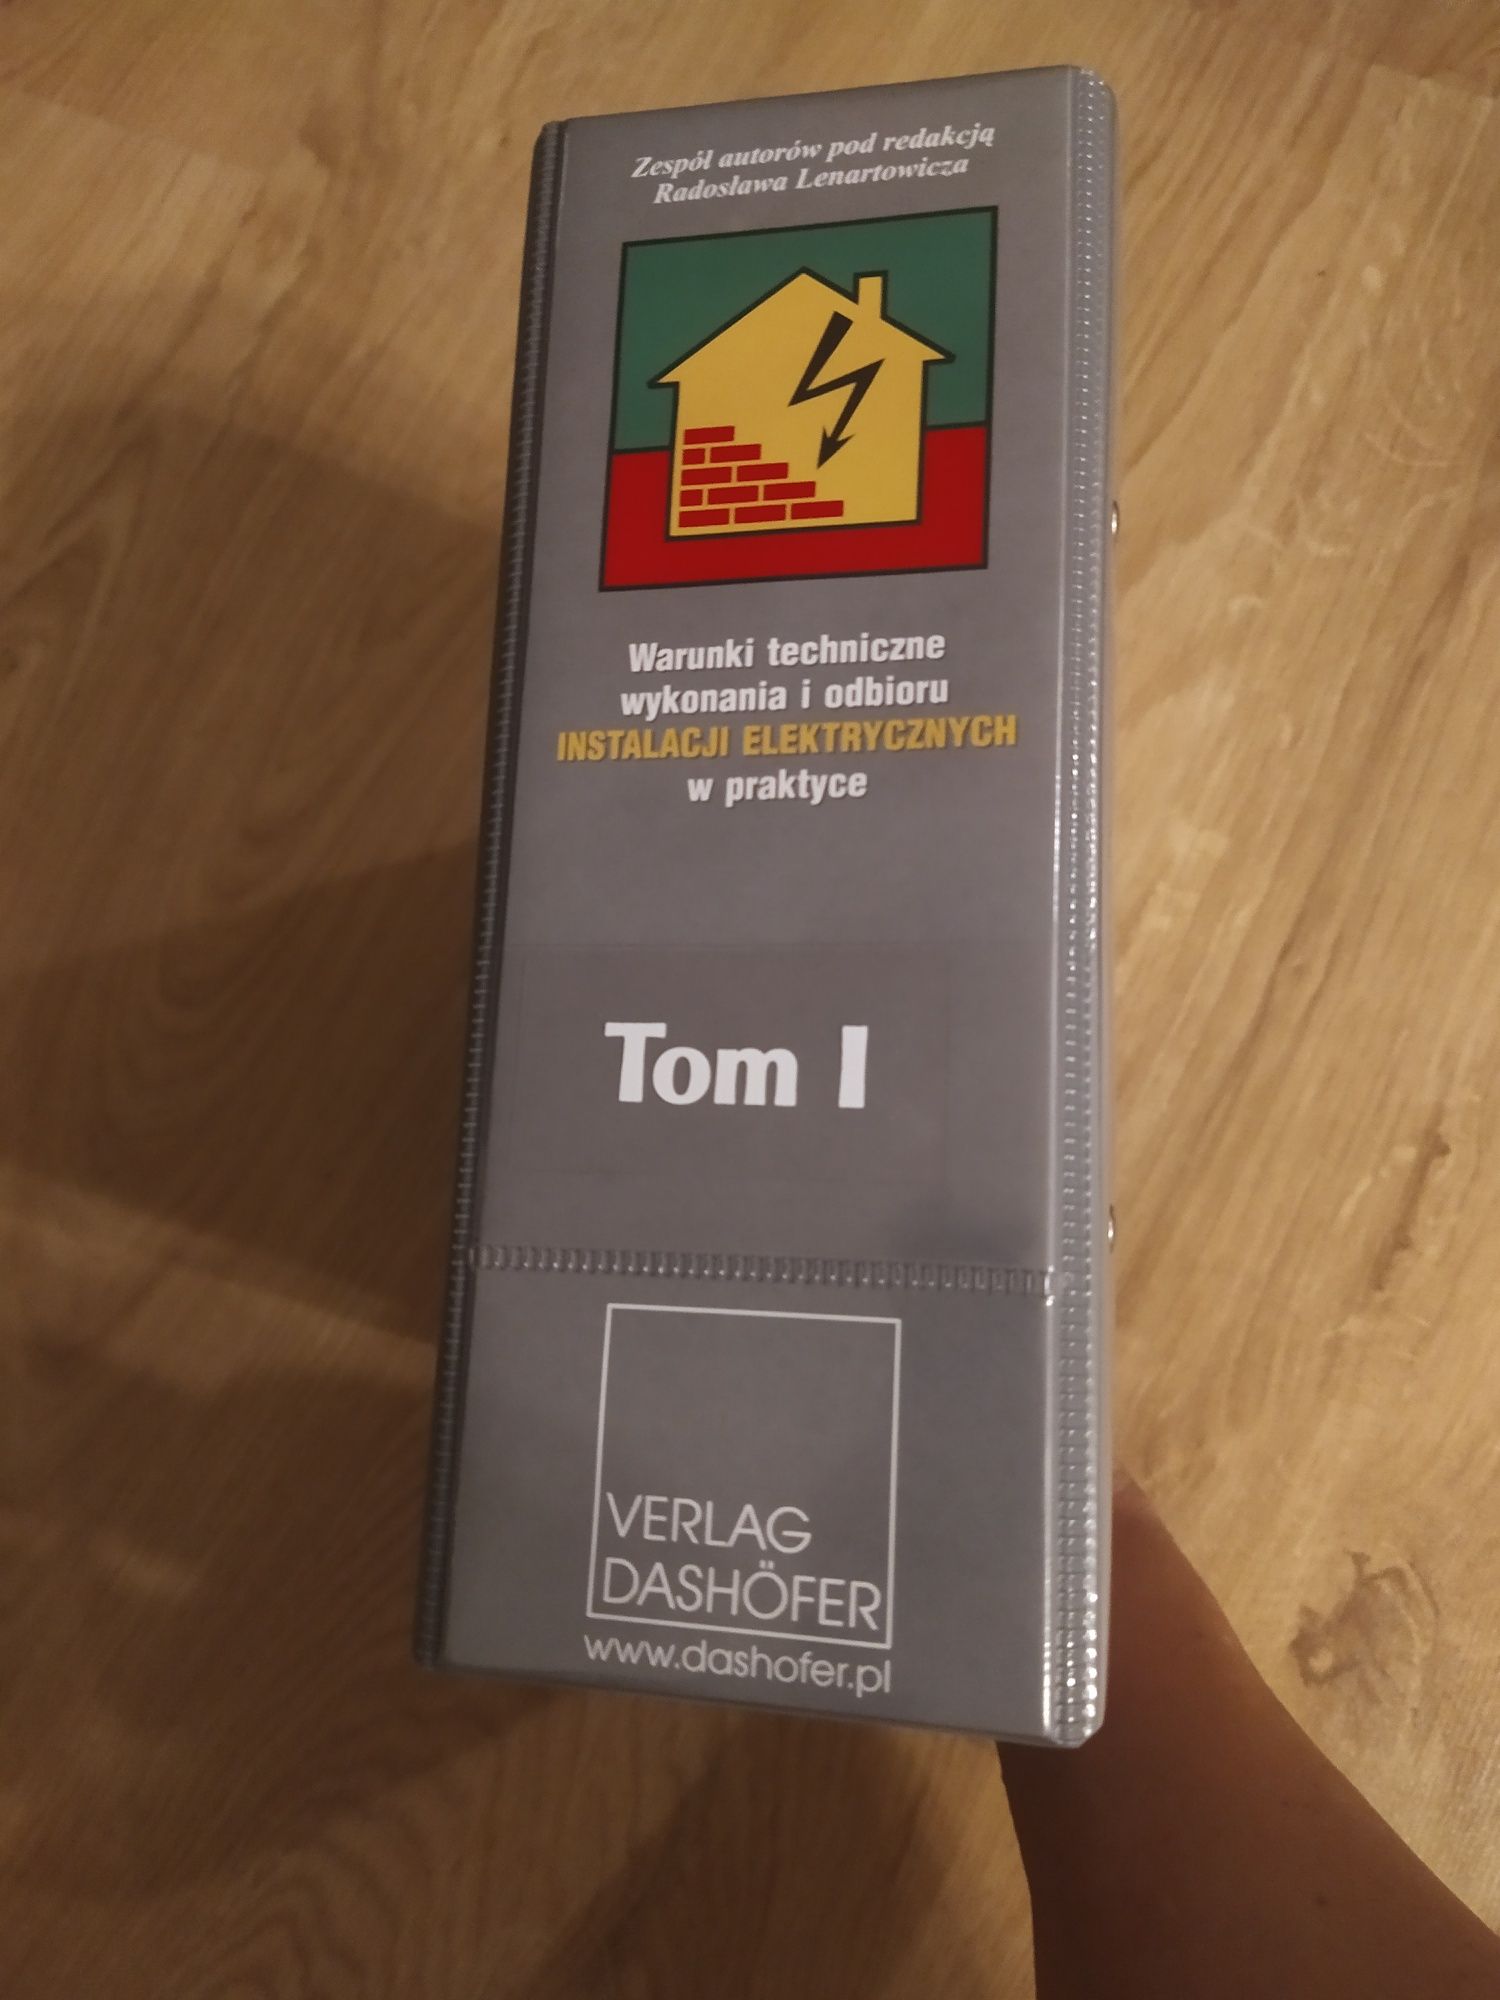 Zespół autorów pod redakcją
Radosława Lenartowicza
Warunki techniczne
wykonania i odbioru
INSTALACJI ELEKTRYCZNYCH
w praktyce
Tom I
VERLAG
DASHÖFER
www.dashofer.pl